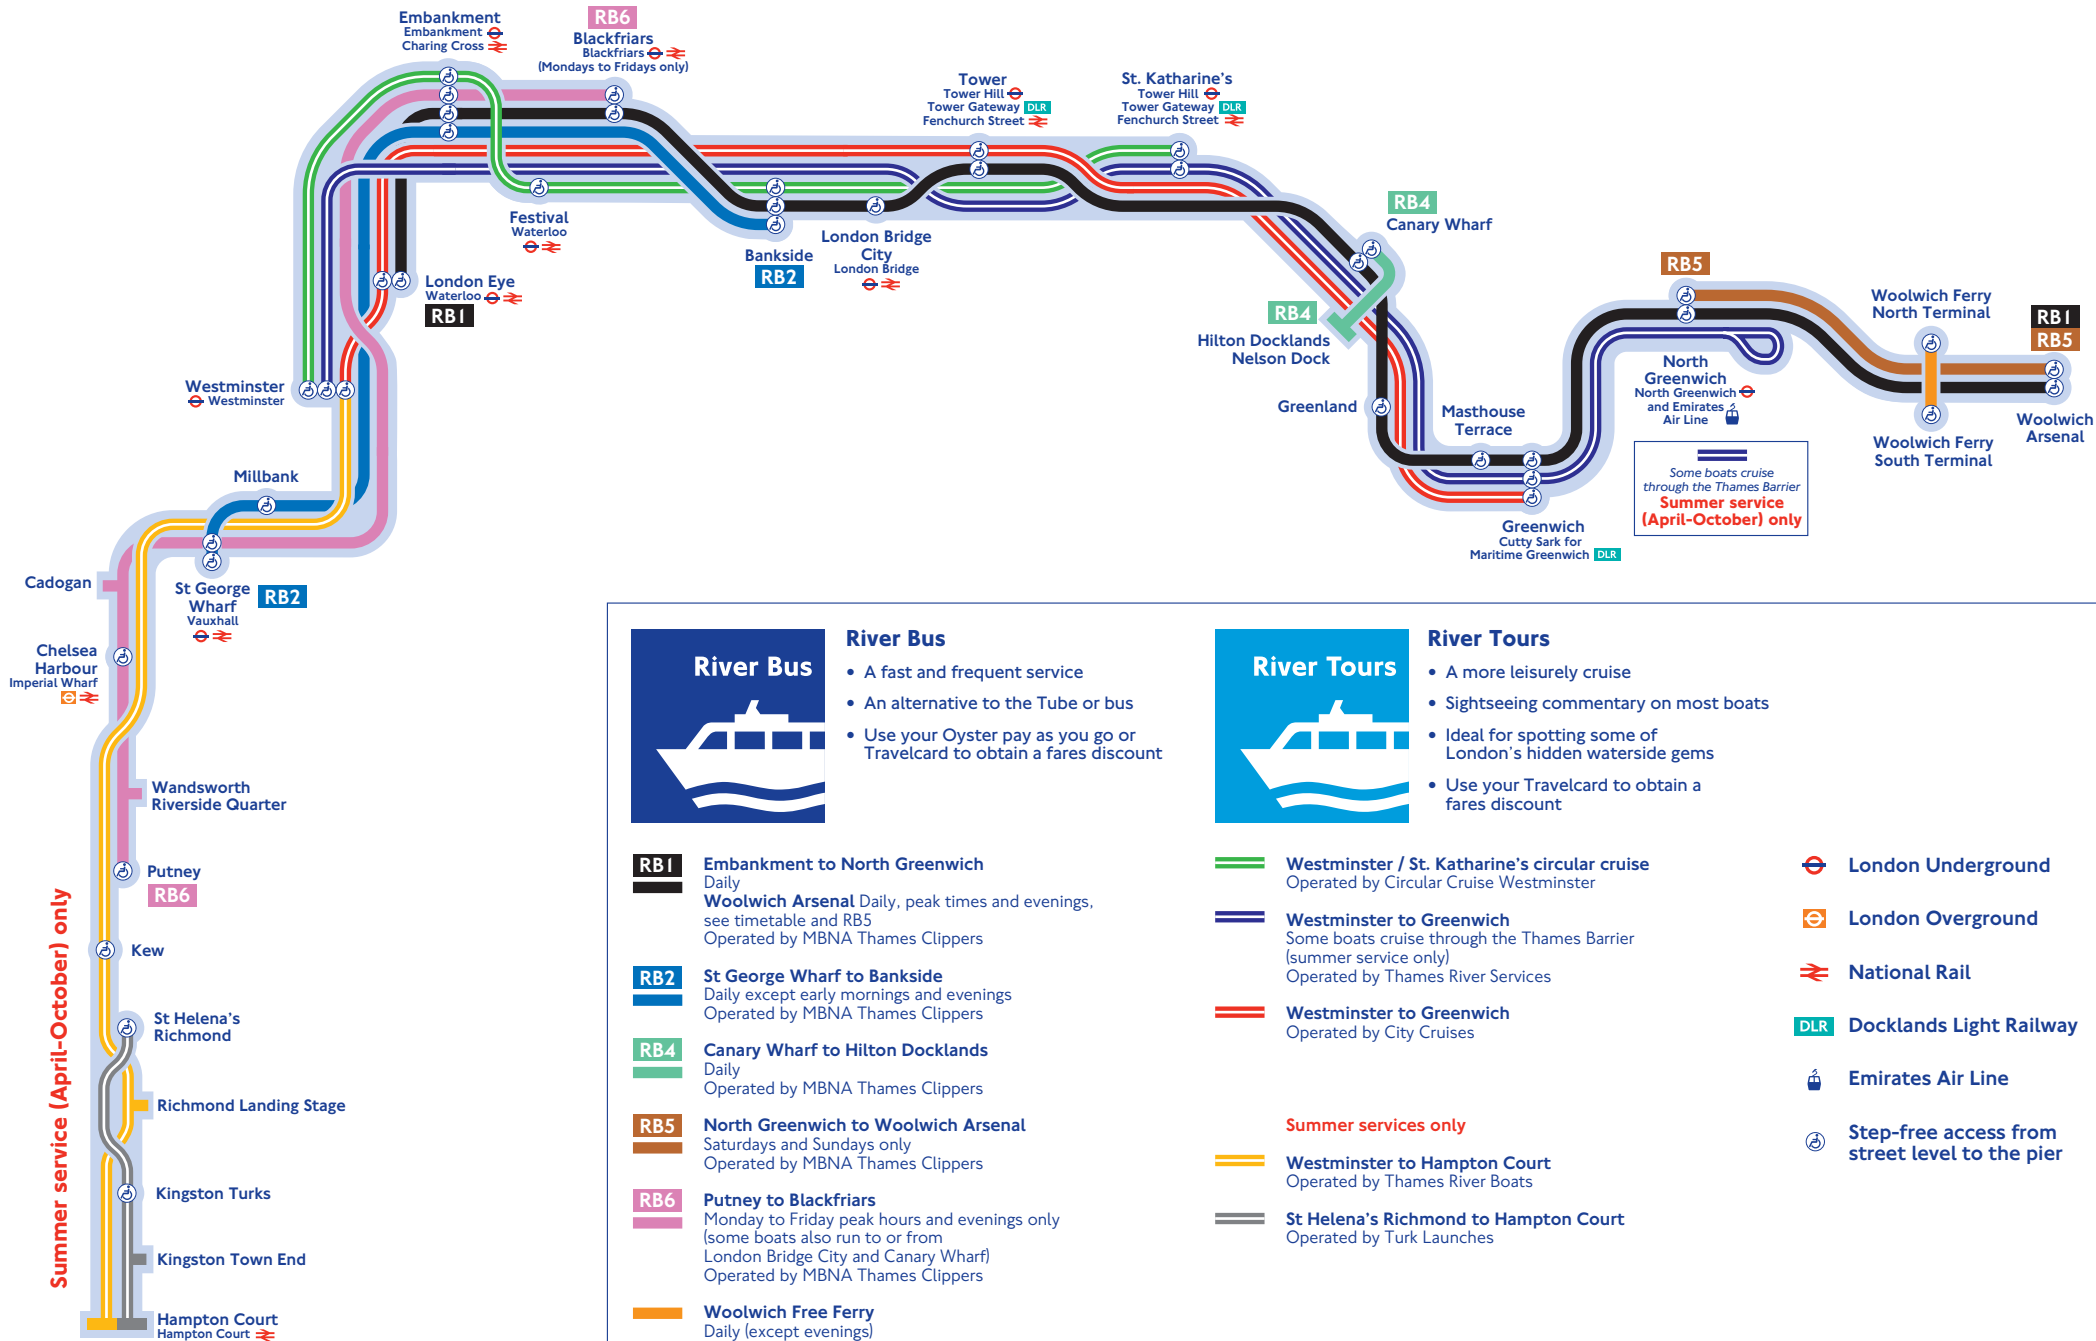 Embankment
Embankment
Charing Cross
RB6
Blackfriars
Blackfriars
(Mondays to Fridays only)
Tower
Tower Hill
Tower Gateway DLR
Fenchurch Street
St. Katharine's
Tower Hill
Tower Gateway DLR
Fenchurch Street
Festival
Waterloo
London Eye
Waterloo
RB1
Bankside
RB2
London Bridge
City
London Bridge
RB4
Canary Wharf
RB4
Hilton Docklands
Nelson Dock
Greenland
Masthouse
Terrace
Greenwich
Cutty Sark for
Maritime Greenwich DLR
RB5
North
Greenwich
North Greenwich
and Emirates
Air Line
Some boats cruise
through the Thames Barrier
Summer service
(April-October) only
Woolwich Ferry
North Terminal
Woolwich Ferry
South Terminal
RB1
RB5
Woolwich
Arsenal
Westminster
Westminster
Millbank
St George
Wharf
Vauxhall
RB2
Cadogan
Chelsea
Harbour
Imperial Wharf
Wandsworth
Riverside Quarter
Putney
RB6
Kew
St Helena's
Richmond
Richmond Landing Stage
Kingston Turks
Kingston Town End
Hampton Court
Hampton Court
Summer service (April-October) only
River Bus
River Bus
• A fast and frequent service
• An alternative to the Tube or bus
• Use your Oyster pay as you go or
Travelcard to obtain a fares discount
RB1 Embankment to North Greenwich
Daily
Woolwich Arsenal Daily, peak times and evenings,
see timetable and RB5
Operated by MBNA Thames Clippers
RB2 St George Wharf to Bankside
Daily except early mornings and evenings
Operated by MBNA Thames Clippers
RB4 Canary Wharf to Hilton Docklands
Daily
Operated by MBNA Thames Clippers
RB5 North Greenwich to Woolwich Arsenal
Saturdays and Sundays only
Operated by MBNA Thames Clippers
RB6 Putney to Blackfriars
Monday to Friday peak hours and evenings only
(some boats also run to or from
London Bridge City and Canary Wharf)
Operated by MBNA Thames Clippers
Woolwich Free Ferry
Daily (except evenings)
River Tours
River Tours
• A more leisurely cruise
• Sightseeing commentary on most boats
• Ideal for spotting some of
London's hidden waterside gems
• Use your Travelcard to obtain a
fares discount
Westminster / St. Katharine's circular cruise
Operated by Circular Cruise Westminster
Westminster to Greenwich
Some boats cruise through the Thames Barrier
(summer service only)
Operated by Thames River Services
Westminster to Greenwich
Operated by City Cruises
Summer services only
Westminster to Hampton Court
Operated by Thames River Boats
St Helena's Richmond to Hampton Court
Operated by Turk Launches
London Underground
London Overground
National Rail
DLR Docklands Light Railway
Emirates Air Line
Step-free access from
street level to the pier